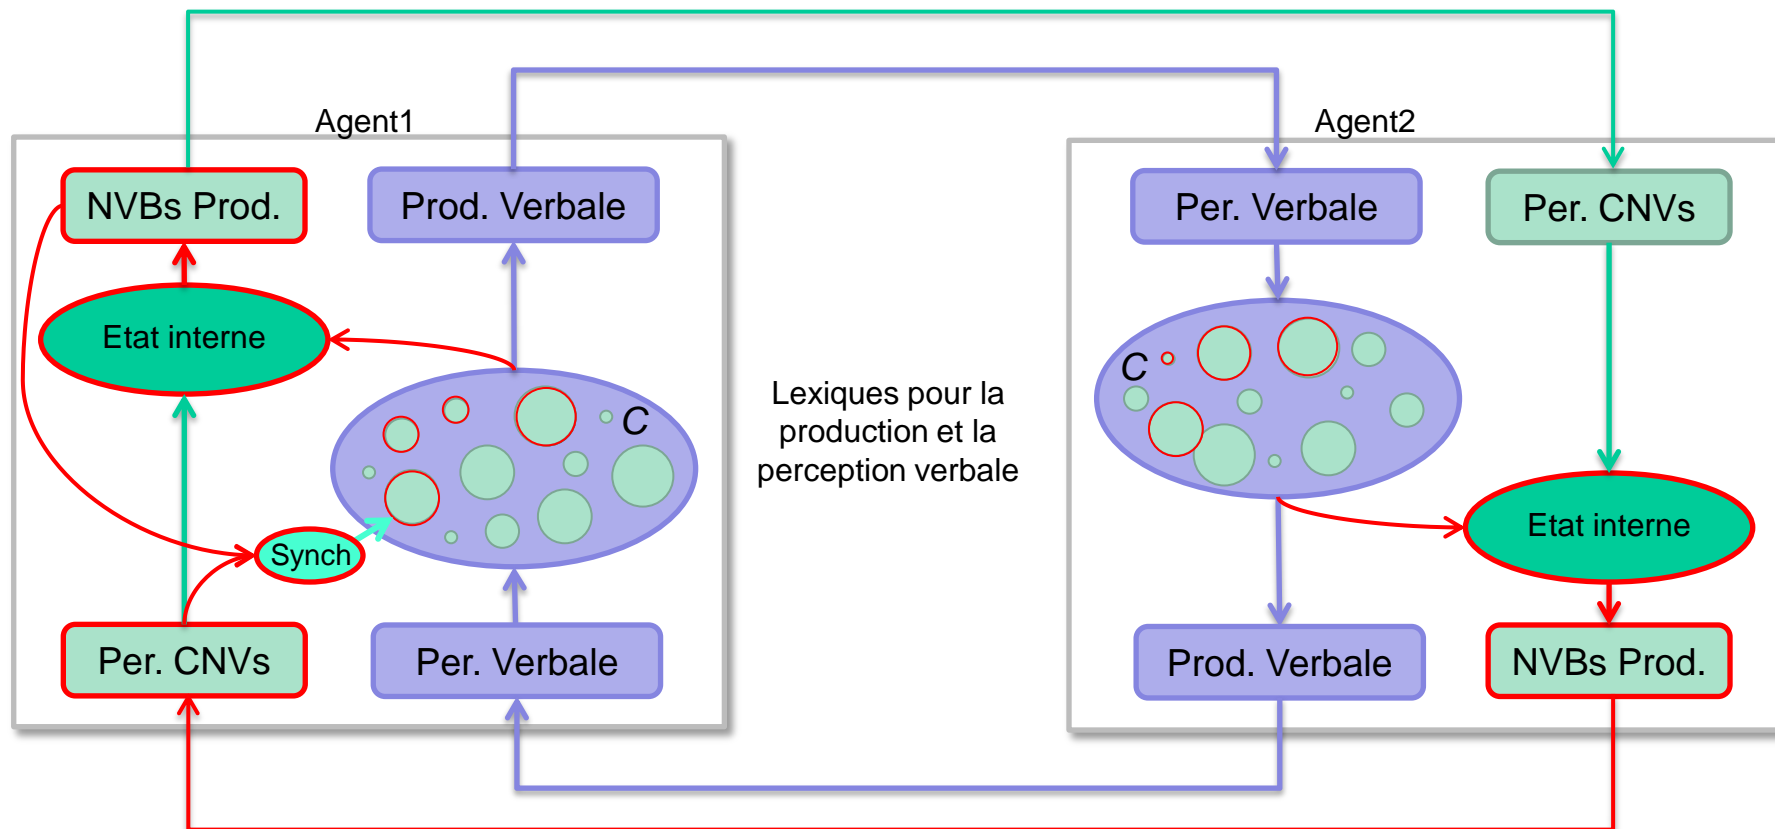 Agent1
Agent2
NVBs Prod.
Prod. Verbale
Per. Verbale
Per. CNVs
Etat interne
C
C
Lexiques pour la
production et la
perception verbale
Synch
Etat interne
Per. CNVs
Per. Verbale
Prod. Verbale
NVBs Prod.